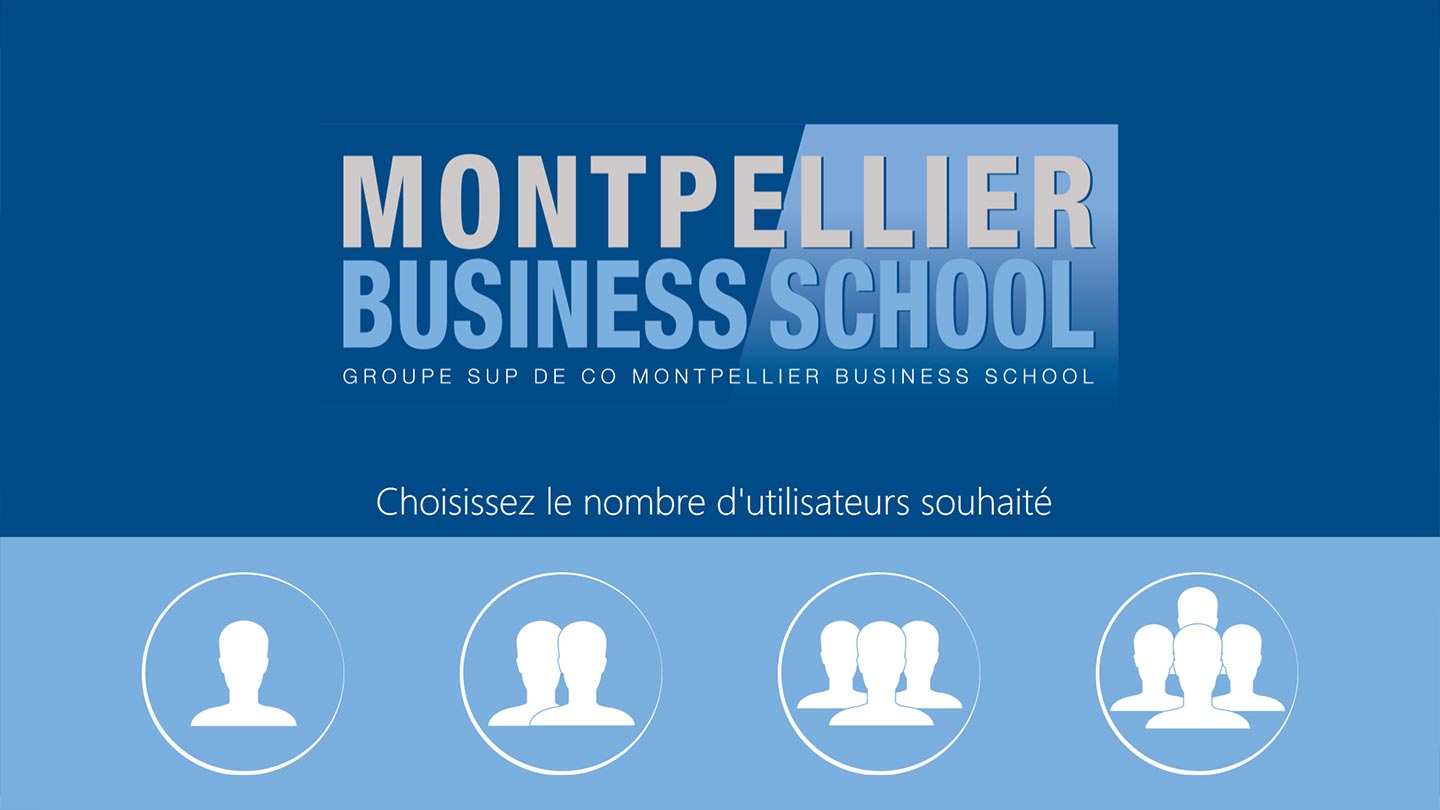 MONTPELLIER
BUSINESS SCHOOL
GROUPE SUP DE CO MONTPELLIER BUSINESS SCHOOL
Choisissez le nombre d'utilisateurs souhaité